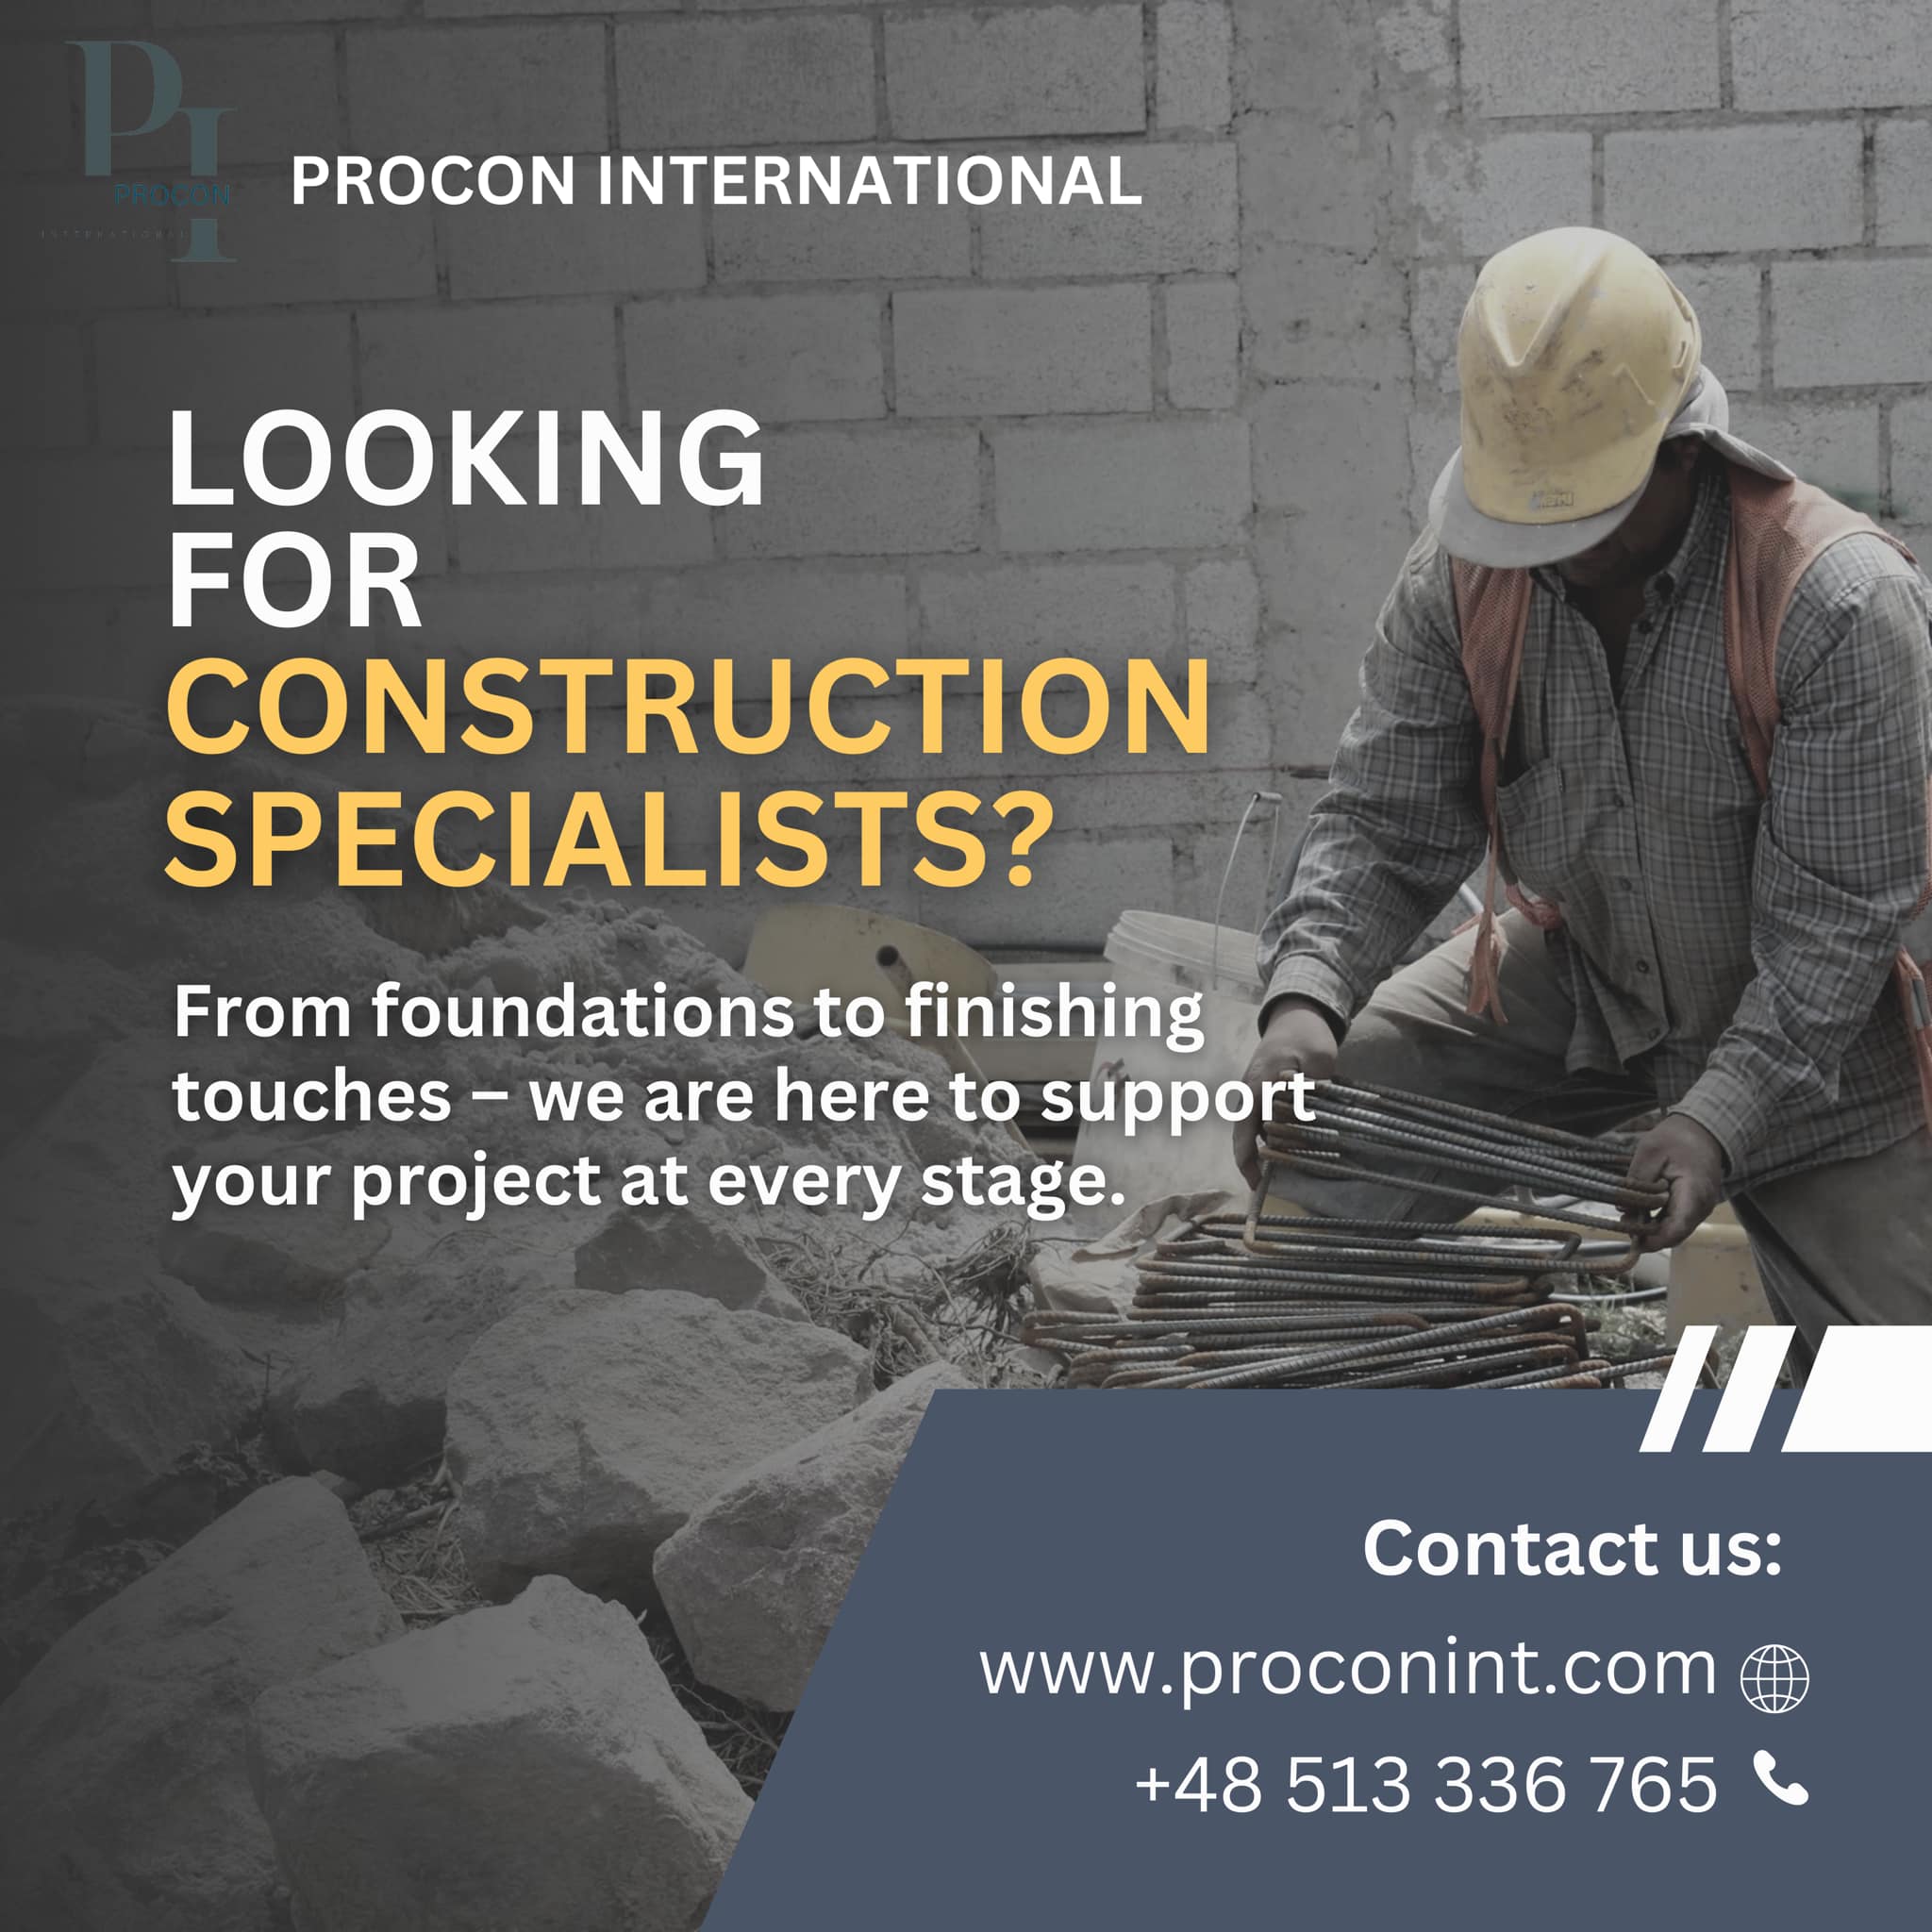 PI
PROCON
INTERNATIONAL
PROCON INTERNATIONAL
LOOKING
FOR
CONSTRUCTION
SPECIALISTS?
From foundations to finishing
touches – we are here to support
your project at every stage.
Contact us:
www.proconint.com
+48 513 336 765